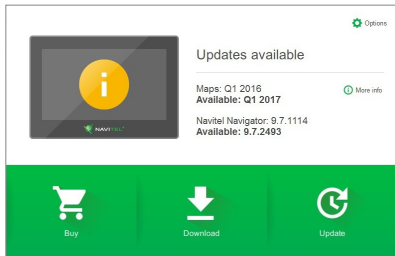 Options
Updates available
Maps: Q1 2016
Available: Q1 2017
More info
Navitel Navigator: 9.7.1114
Available: 9.7.2493
NAVITEL
Buy
Download
Update